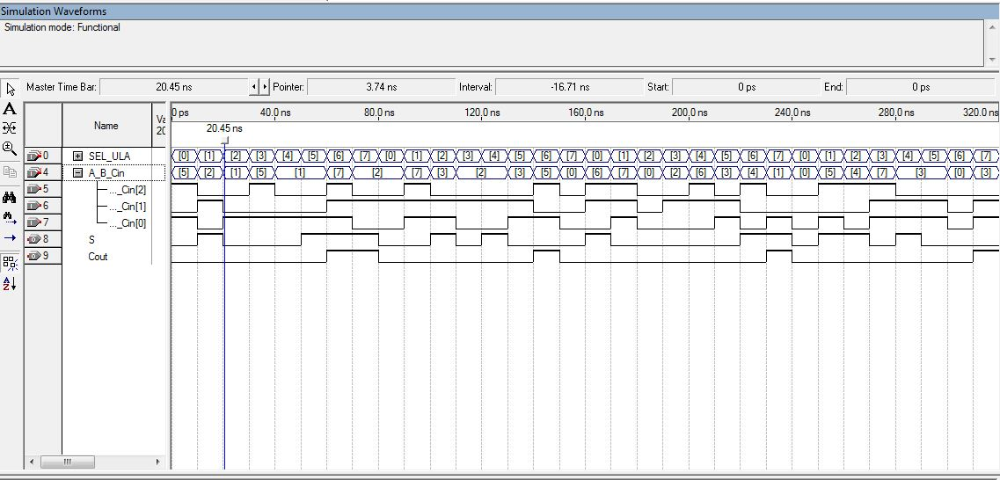 Simulation Waveforms
Simulation mode: Functional
Master Time Bar: 20.45 ns Pointer: 3.74 ns Interval: -16.71 ns Start: 0 ps End: 0 ps
Name Va 20 0 ps 40.0 ns 80.0 ns 120.0 ns 160.0 ns 200.0 ns 240.0 ns 280.0 ns 320.0 ns
20.45 ns
0 SEL_ULA [0] [1] [2] [3] [4] [5] [6] [7] [0] [1] [2] [3] [4] [5] [6] [7] [0] [1] [2] [3] [4] [5] [6] [7] [0] [1] [2] [3] [4] [5] [6] [7]
4 A_B_Cin [5] [2] [1] [5] [1] [7] [2] [7] [3] [2] [3] [5] [0] [6] [7] [0] [2] [6] [3] [4] [1] [0] [5] [4] [7] [3] [0] [3]
5 ..._Cin[2]
6 ..._Cin[1]
7 ..._Cin[0]
8 S
9 Cout